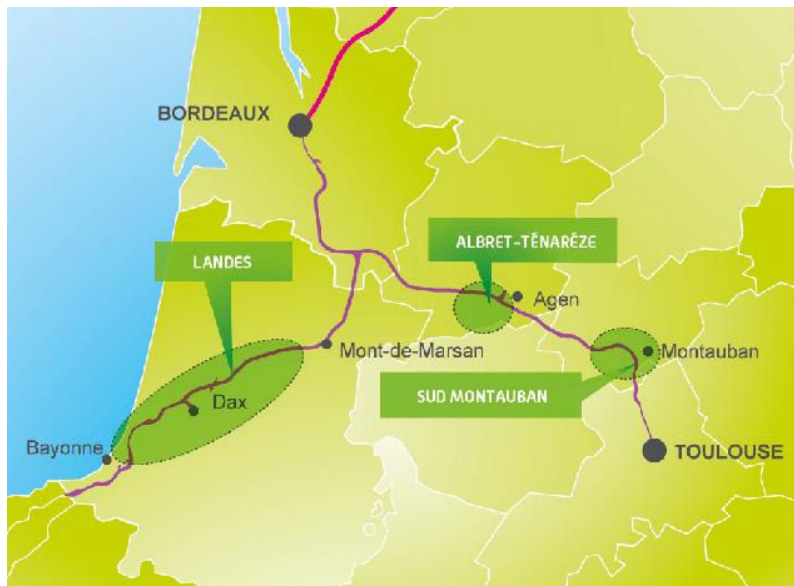 BORDEAUX
ALBRET-TÉNARÈZE
LANDES
Agen
Mont-de-Marsan
Montauban
SUD MONTAUBAN
Dax
Bayonne
TOULOUSE